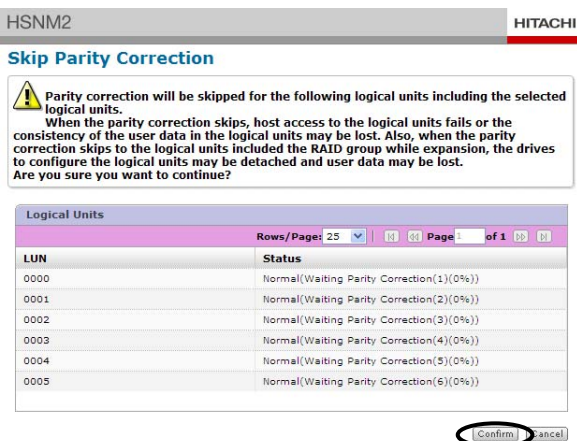 HSNM2
HITACHI
Skip Parity Correction
Parity correction will be skipped for the following logical units including the selected
logical units.
When the parity correction skips, host access to the logical units fails or the
consistency of the user data in the logical units may be lost. Also, when the parity
correction skips to the logical units included the RAID group while expansion, the drives
to configure the logical units may be detached and user data may be lost.
Are you sure you want to continue?
Logical Units
Rows/Page: 25 Page 1 of 1
LUN Status
0000 Normal(Waiting Parity Correction(1)(0%))
0001 Normal(Waiting Parity Correction(2)(0%))
0002 Normal(Waiting Parity Correction(3)(0%))
0003 Normal(Waiting Parity Correction(4)(0%))
0004 Normal(Waiting Parity Correction(5)(0%))
0005 Normal(Waiting Parity Correction(6)(0%))
Confirm Cancel